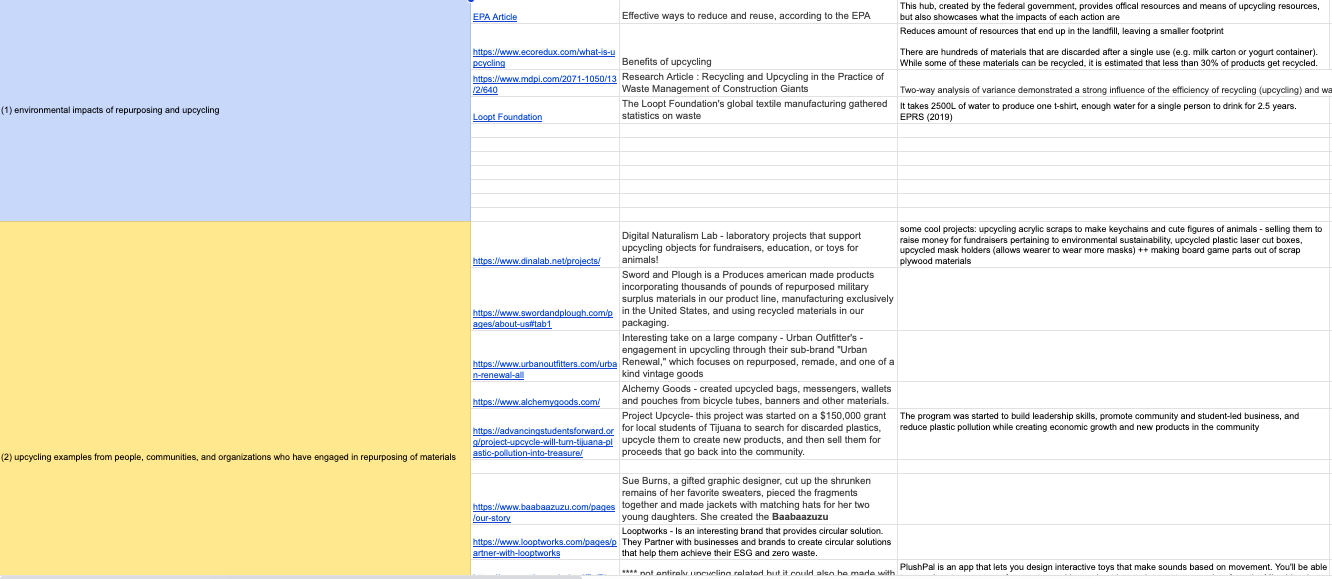 This hub, created by the federal government, provides offical resources and means of upcycling resources,
EPA Article
Effective ways to reduce and reuse, according to the EPA
but also showcases what the impacts of each action are
Reduces amount of resources that end up in the landfill, leaving a smaller footprint
https://www.ecoredux.com/what-is-u
pcycling
Benefits of upcycling
There are hundreds of materials that are discarded after a single use (e.g. milk carton or yogurt container).
While some of these materials can be recycled, it is estimated that less than 30% of products get recycled.
https://www.mdpi.com/2071-1050/13
/2/640
Research Article : Recycling and Upcycling in the Practice of
Waste Management of Construction Giants
Two-way analysis of variance demonstrated a strong influence of the efficiency of recycling (upcycling) and wa
(1) environmental impacts of repurposing and upcycling
Loopt Foundation
The Loopt Foundation's global textile manufacturing gathered
statistics on waste
It takes 2500L of water to produce one t-shirt, enough water for a single person to drink for 2.5 years.
EPRS (2019)
https://www.dinalab.net/projects/
Digital Naturalism Lab - laboratory projects that support
upcycling objects for fundraisers, education, or toys for
animals!
some cool projects: upcycling acrylic scraps to make keychains and cute figures of animals - selling them to
raise money for fundraisers pertaining to environmental sustainability, upcycled plastic laser cut boxes,
upcycled mask holders (allows wearer to wear more masks) ++ making board game parts out of scrap
plywood materials
https://www.swordandplough.com/p
ages/about-us#tab1
Sword and Plough is a Produces american made products
incorporating thousands of pounds of repurposed military
surplus materials in our product line, manufacturing exclusively
in the United States, and using recycled materials in our
packaging.
https://www.urbanoutfitters.com/urba
n-renewal-all
Interesting take on a large company - Urban Outfitter's -
engagement in upcycling through their sub-brand "Urban
Renewal," which focuses on repurposed, remade, and one of a
kind vintage goods
https://www.alchemygoods.com/
Alchemy Goods - created upcycled bags, messengers, wallets
and pouches from bicycle tubes, banners and other materials.
https://advancingstudentsforward.or
g/project-upcycle-will-turn-tijuana-pl
astic-pollution-into-treasure/
Project Upcycle- this project was started on a $150,000 grant
for local students of Tijuana to search for discarded plastics,
upcycle them to create new products, and then sell them for
proceeds that go back into the community.
The program was started to build leadership skills, promote community and student-led business, and
reduce plastic pollution while creating economic growth and new products in the community
(2) upcycling examples from people, communities, and organizations who have engaged in repurposing of materials
https://www.baabaazuzu.com/pages
/our-story
Sue Burns, a gifted graphic designer, cut up the shrunken
remains of her favorite sweaters, pieced the fragments
together and made jackets with matching hats for her two
young daughters. She created the Baabaazuzu
https://www.looptworks.com/pages/p
artner-with-looptworks
Looptworks - Is an interesting brand that provides circular solution.
They Partner with businesses and brands to create circular solutions
that help them achieve their ESG and zero waste.
**** not entirely upcycling related but it could also be made with
PlushPal is an app that lets you design interactive toys that make sounds based on movement. You'll be able